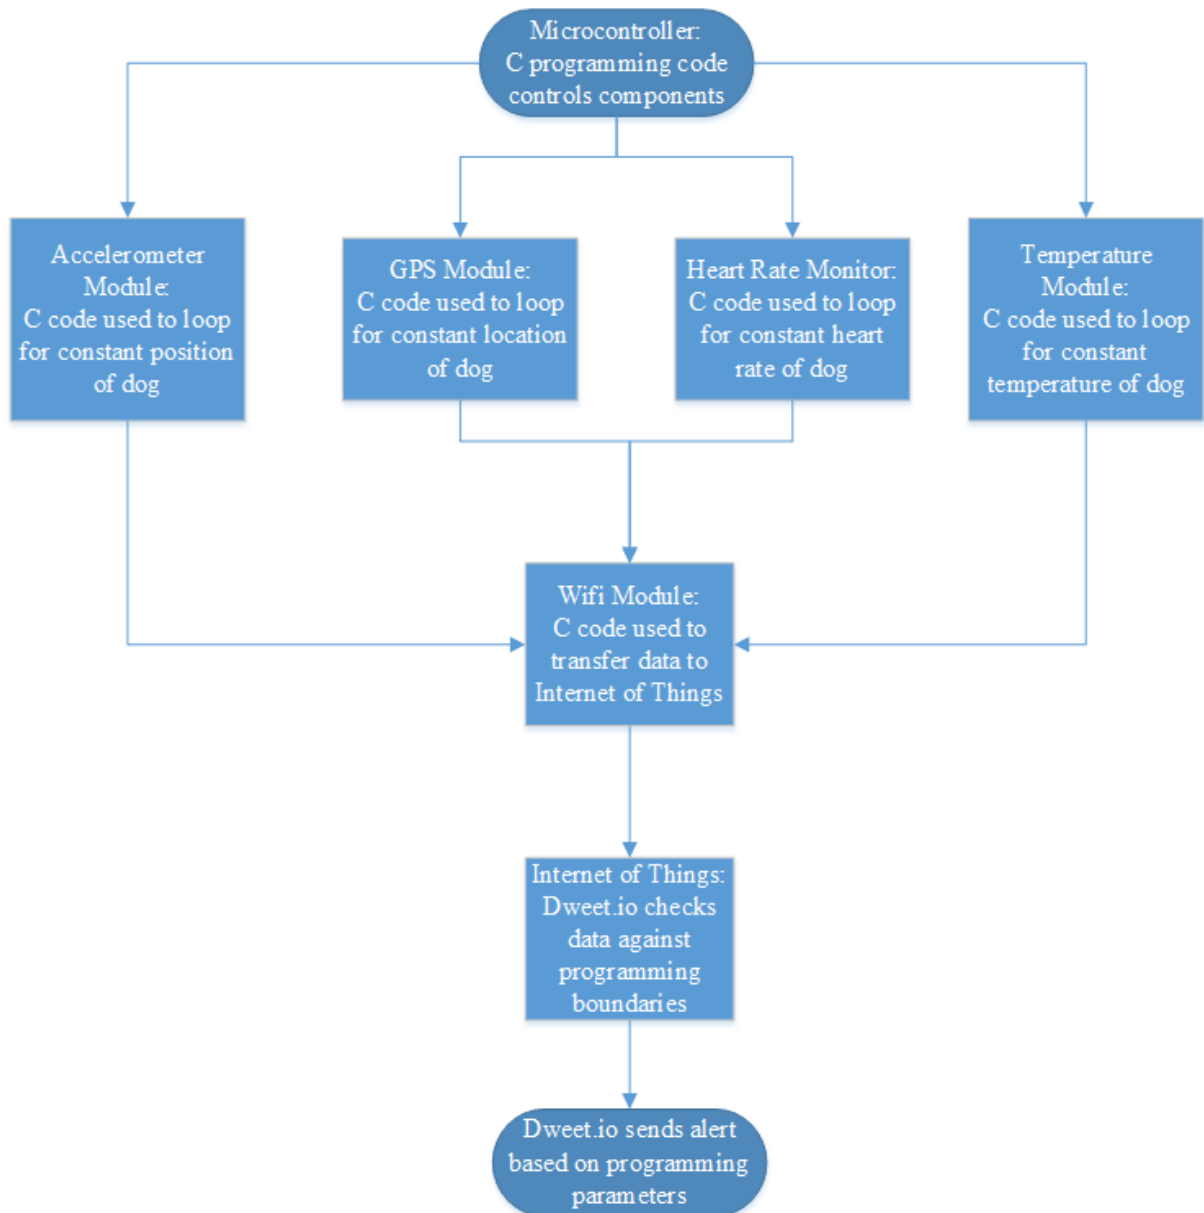 Microcontroller:
C programming code
controls components
Accelerometer
Module:
C code used to loop
for constant position
of dog
GPS Module:
C code used to loop
for constant location
of dog
Heart Rate Monitor:
C code used to loop
for constant heart
rate of dog
Temperature
Module:
C code used to loop
for constant
temperature of dog
Wifi Module:
C code used to
transfer data to
Internet of Things
Internet of Things:
Dweet.io checks
data against
programming
boundaries
Dweet.io sends alert
based on programming
parameters